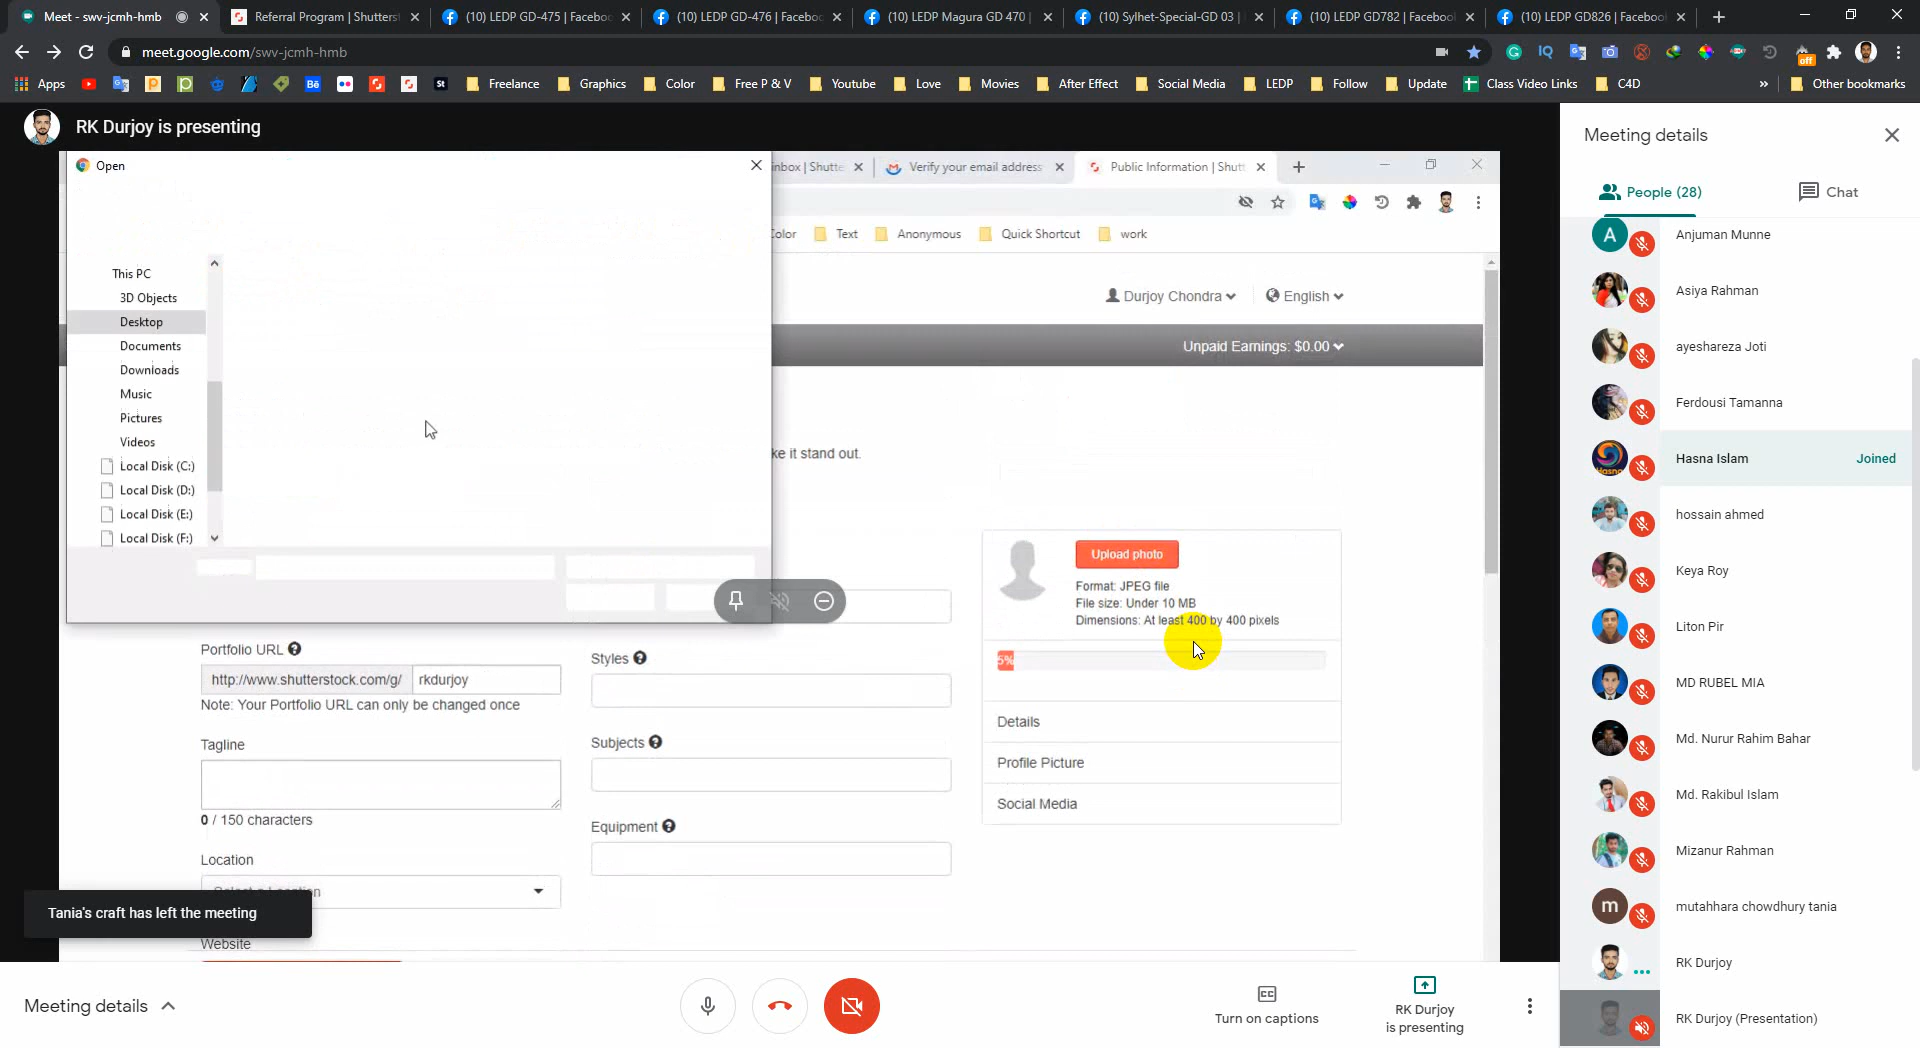 Meet - swv-jcmh-hmb
Referral Program | Shutterst
(10) LEDP GD-475 | Faceboo
(10) LEDP GD-476 | Faceboo
(10) LEDP Magura GD 470 |
(10) Sylhet-Special-GD 03 |
(10) LEDP GD782 | Facebook
(10) LEDP GD826 | Facebook
meet.google.com/swv-jcmh-hmb
IQ
off
Apps
Bē
St
Freelance
Graphics
Color
Free P & V
Youtube
Love
Movies
After Effect
Social Media
LEDP
Follow
Update
Class Video Links
C4D
Other bookmarks
RK Durjoy is presenting
Open
nbox | Shutte
Verify your email address
Public Information | Shutt
Color
Text
Anonymous
Quick Shortcut
work
This PC
3D Objects
Desktop
Documents
Downloads
Music
Pictures
Videos
Local Disk (C:)
Local Disk (D:)
Local Disk (E:)
Local Disk (F:)
Durjoy Chondra
English
Unpaid Earnings: $0.00
ke it stand out.
Upload photo
Format: JPEG file
File size: Under 10 MB
Dimensions: At least 400 by 400 pixels
5%
Details
Profile Picture
Social Media
Portfolio URL
http://www.shutterstock.com/g/ rkdurjoy
Note: Your Portfolio URL can only be changed once
Tagline
0 / 150 characters
Location
Select a Location
Website
Styles
Subjects
Equipment
Tania's craft has left the meeting
Meeting details
Turn on captions
RK Durjoy
is presenting
Meeting details
People (28)
Chat
A
Anjuman Munne
Asiya Rahman
ayeshareza Joti
Ferdousi Tamanna
Hasna
Hasna Islam
Joined
hossain ahmed
Keya Roy
Liton Pir
MD RUBEL MIA
Md. Nurur Rahim Bahar
Md. Rakibul Islam
Mizanur Rahman
m
mutahhara chowdhury tania
RK Durjoy
RK Durjoy (Presentation)